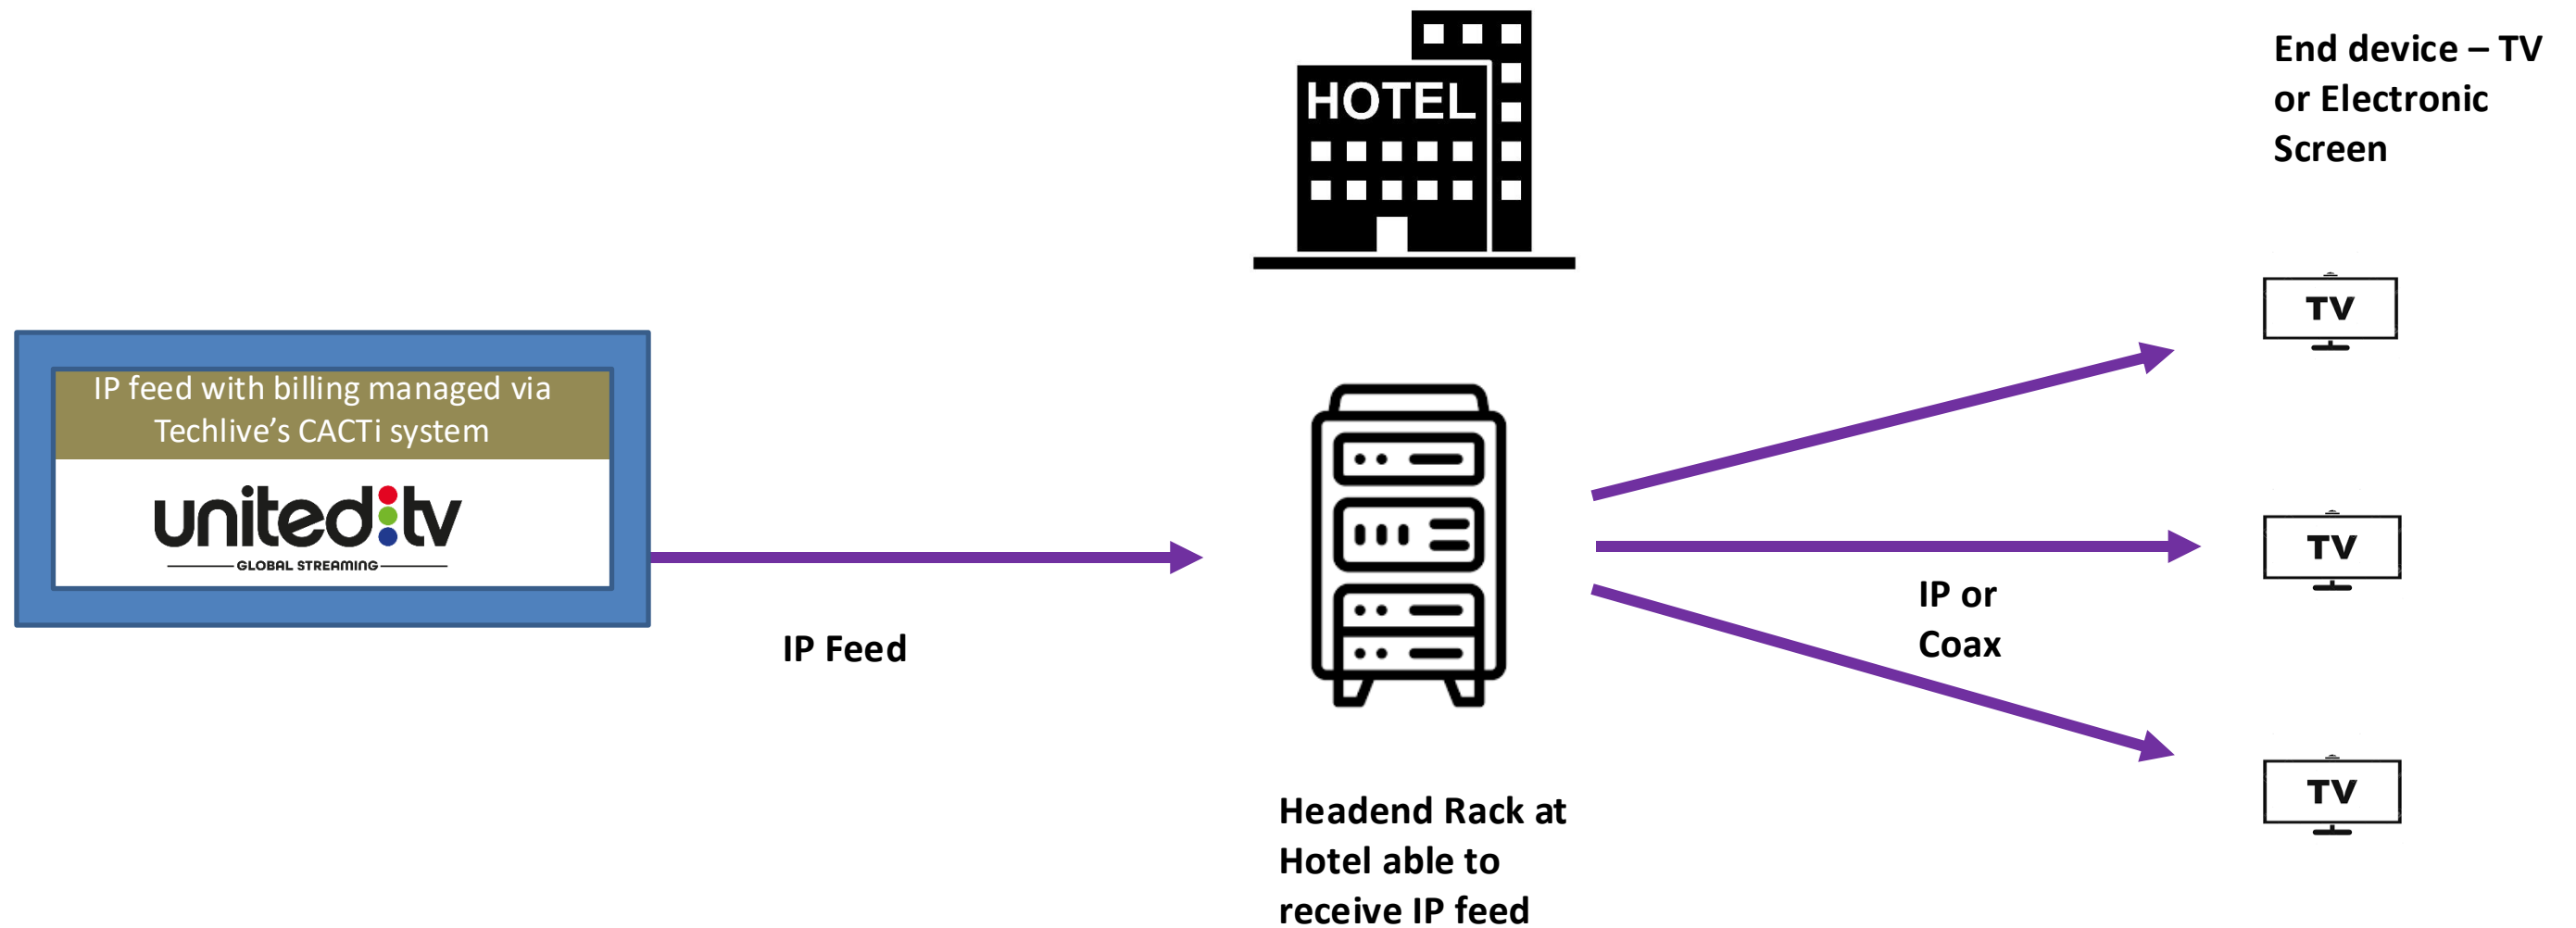 HOTEL
End device – TV
or Electronic
Screen
IP feed with billing managed via
Techlive’s CACTi system
united:tv
GLOBAL STREAMING
IP Feed
Headend Rack at
Hotel able to
receive IP feed
IP or
Coax
TV
TV
TV